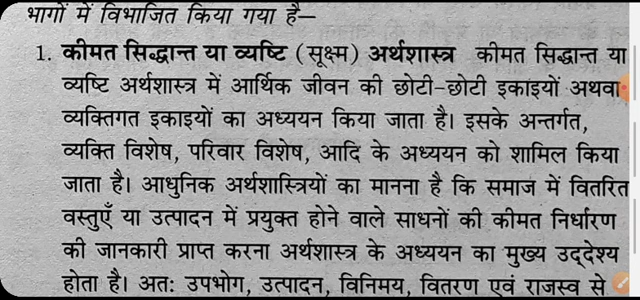 भागों में विभाजित किया गया है—
1. कीमत सिद्धान्त या व्यष्टि (सूक्ष्म) अर्थशास्त्र कीमत सिद्धान्त या
व्यष्टि अर्थशास्त्र में आर्थिक जीवन की छोटी-छोटी इकाइयों अथवा
व्यक्तिगत इकाइयों का अध्ययन किया जाता है। इसके अन्तर्गत,
व्यक्ति विशेष, परिवार विशेष, आदि के अध्ययन को शामिल किया
जाता है। आधुनिक अर्थशास्त्रियों का मानना है कि समाज में वितरित
वस्तुएँ या उत्पादन में प्रयुक्त होने वाले साधनों की कीमत निर्धारण
की जानकारी प्राप्त करना अर्थशास्त्र के अध्ययन का मुख्य उद्देश्य
होता है। अतः उपभोग, उत्पादन, विनिमय, वितरण एवं राजस्व से